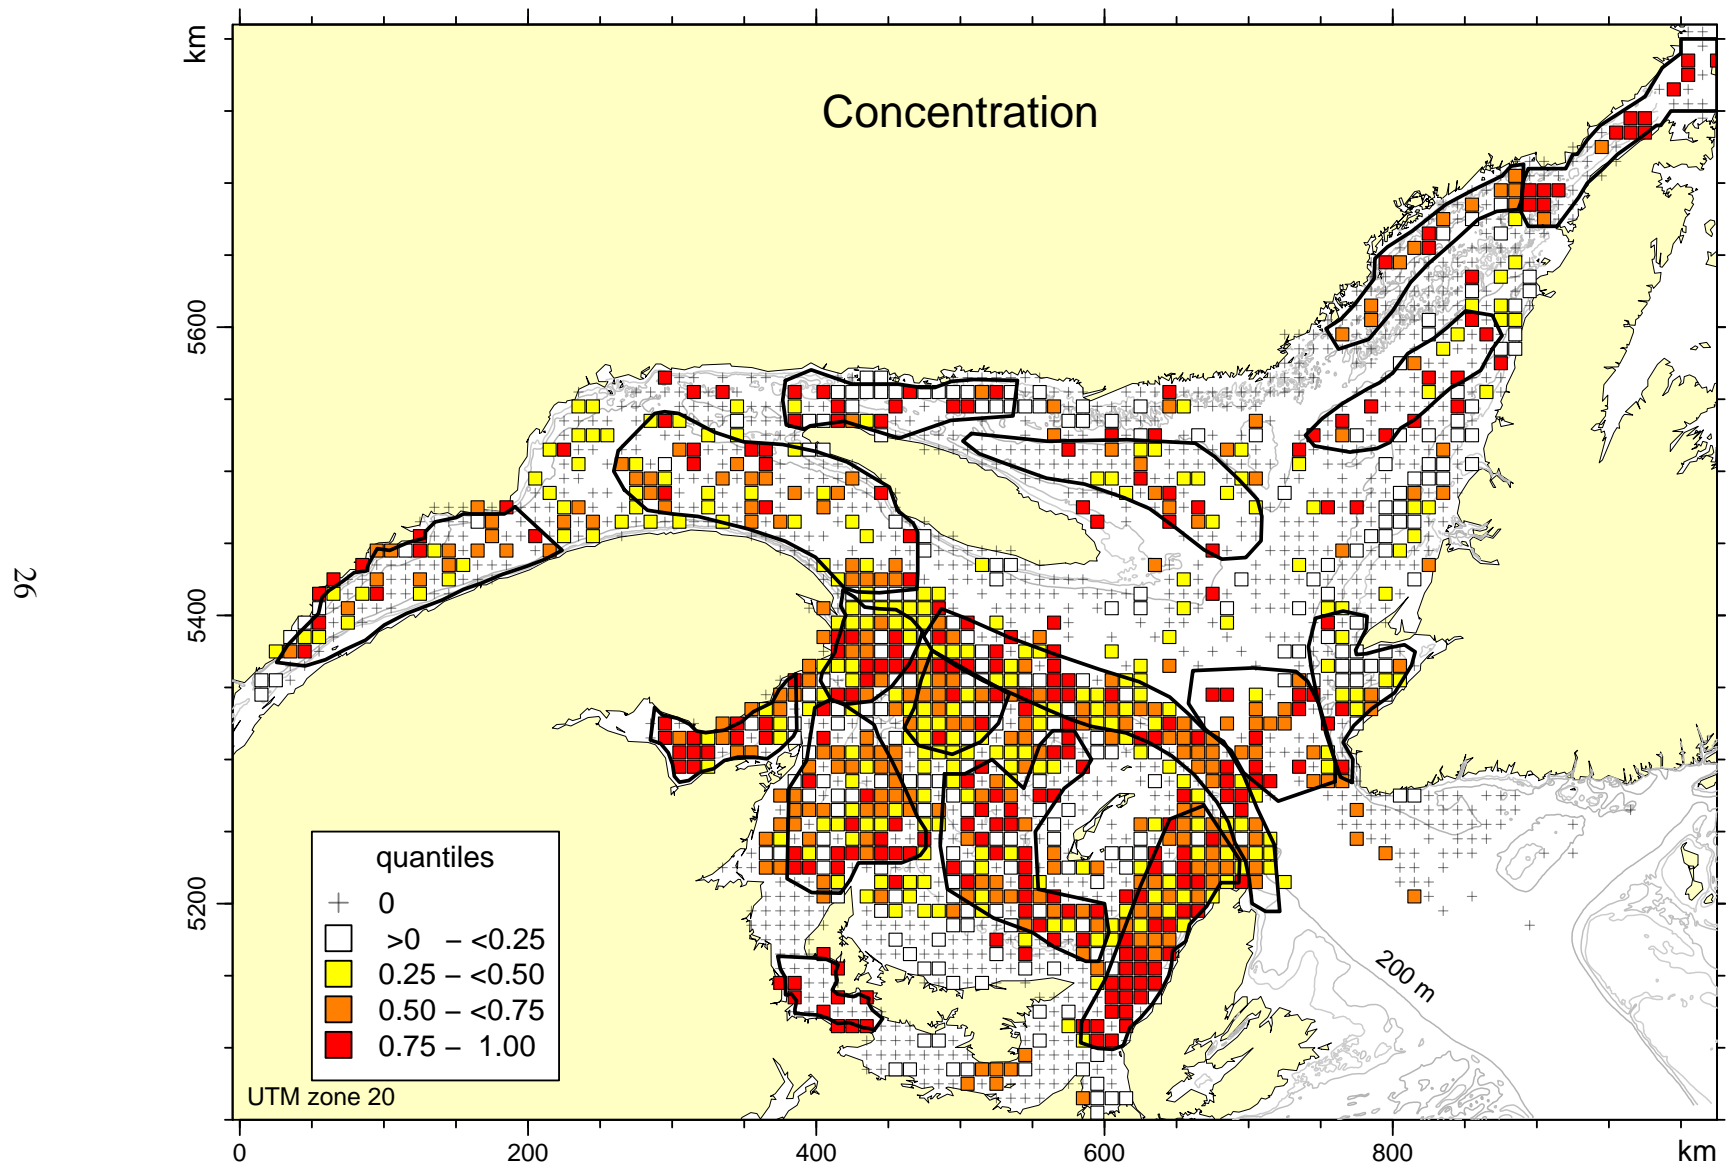 Concentration
km
5600
5400
5200
26
quantiles
0
>0 – <0.25
0.25 – <0.50
0.50 – <0.75
0.75 – 1.00
UTM zone 20
200 m
0 200 400 600 800 km